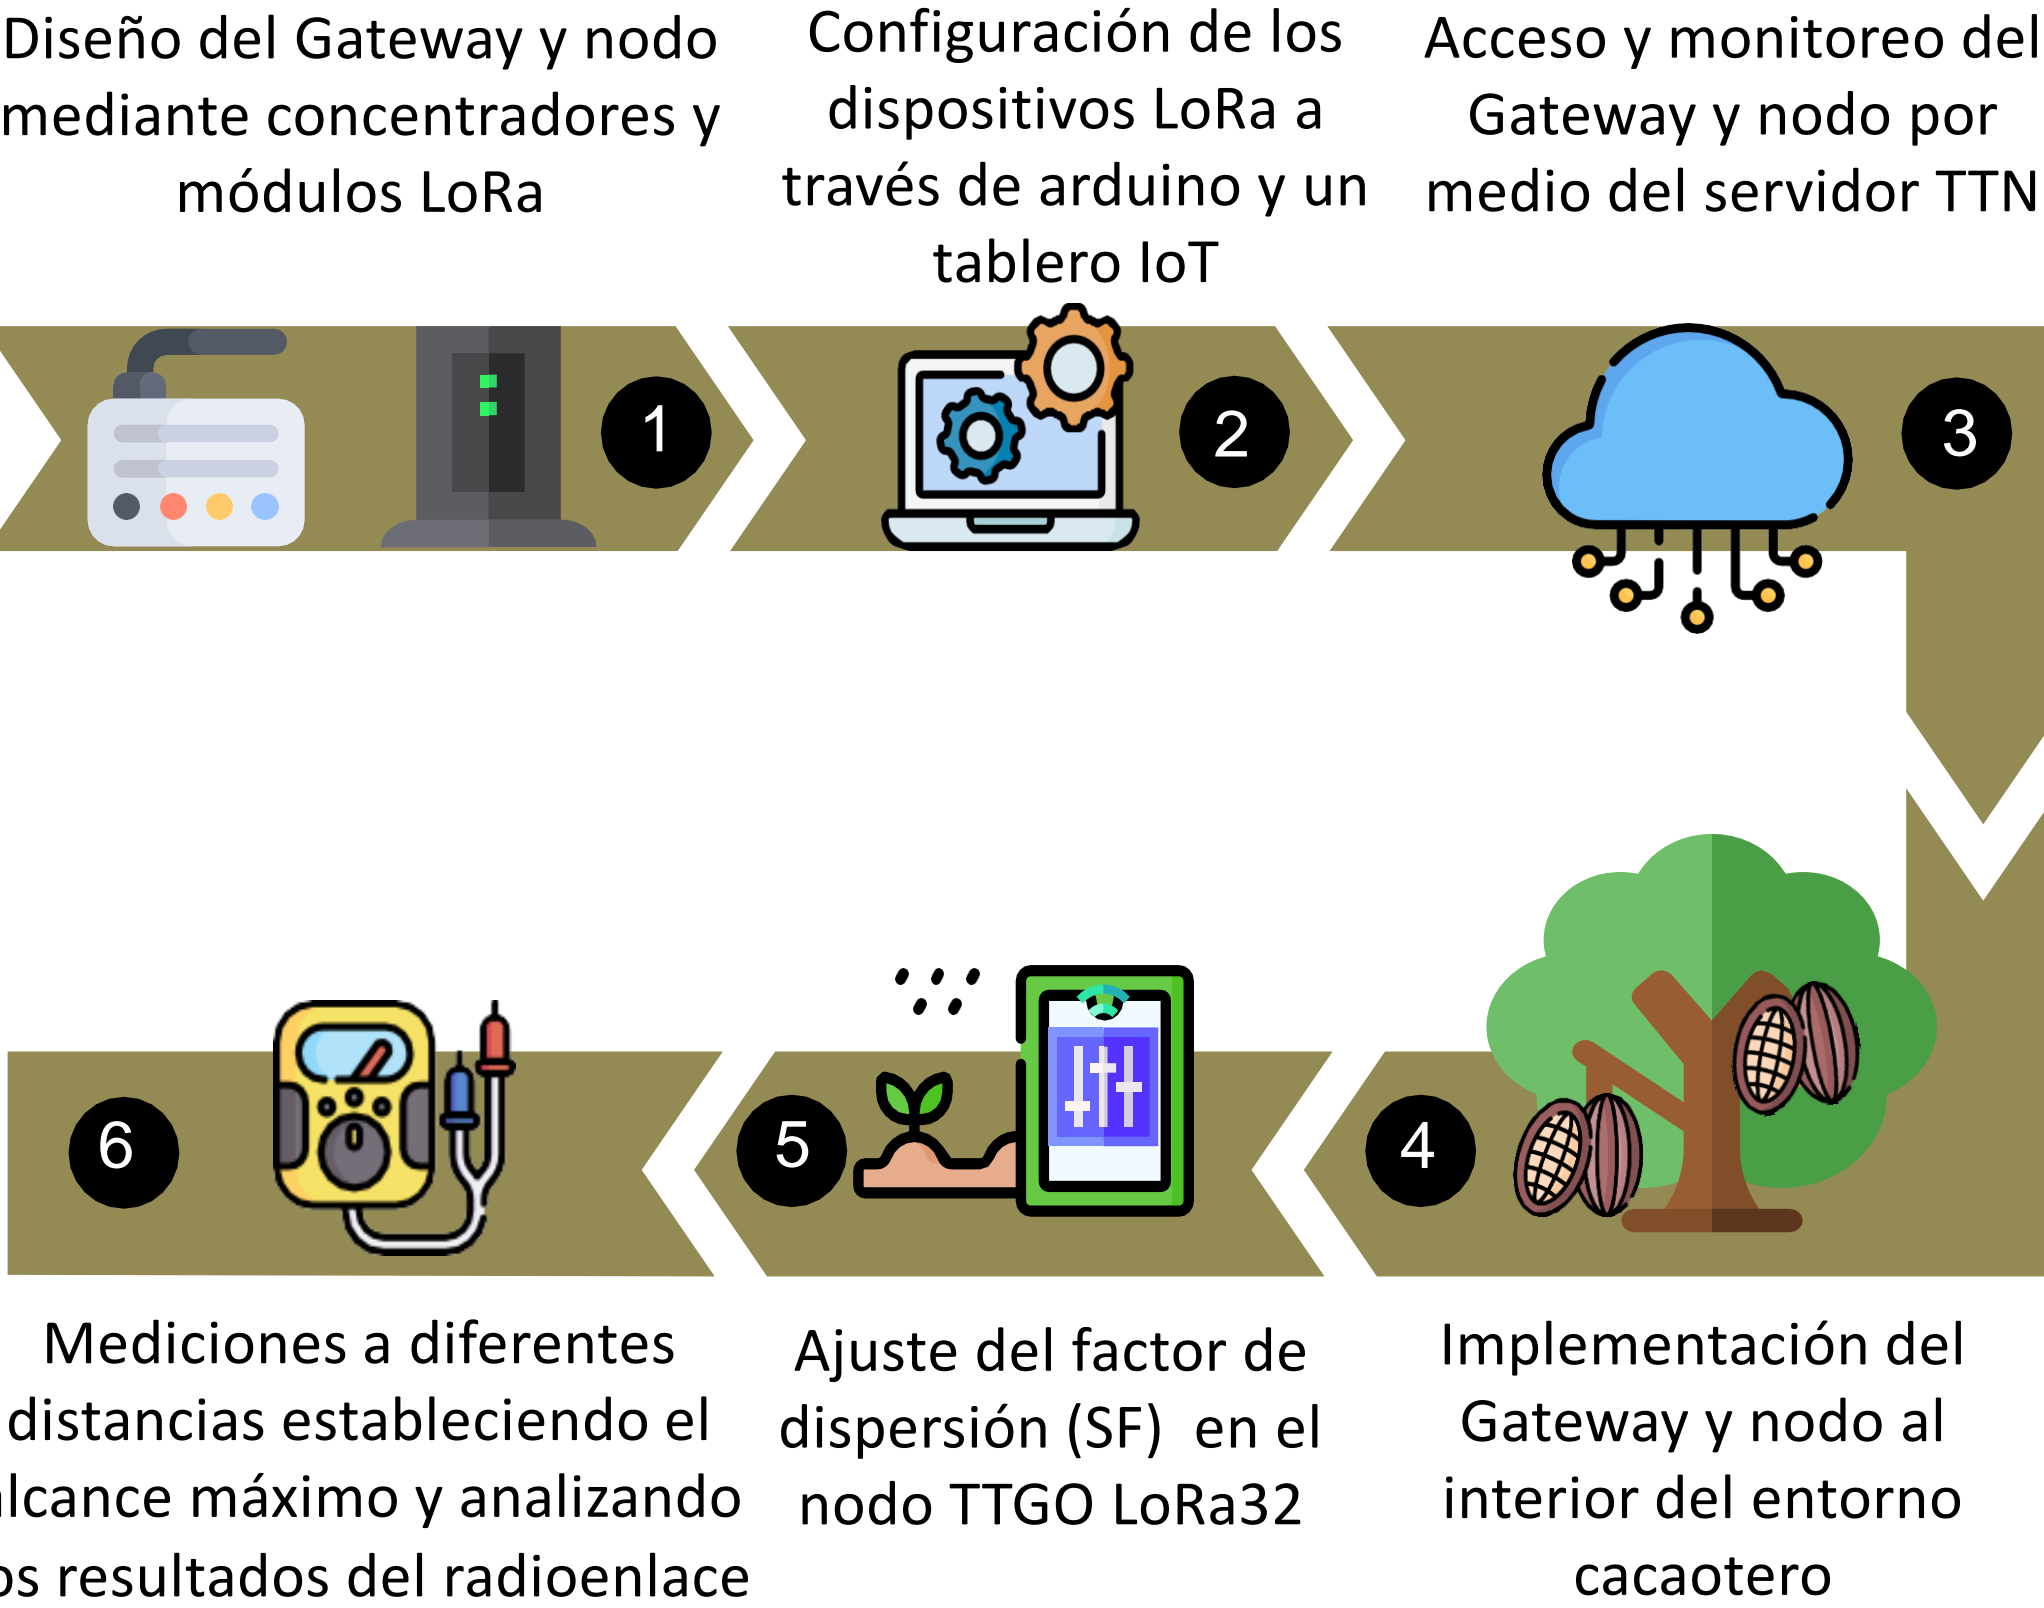 Diseño del Gateway y nodo
mediante concentradores y
módulos LoRa
1
Configuración de los
dispositivos LoRa a
través de arduino y un
tablero IoT
2
Acceso y monitoreo del
Gateway y nodo por
medio del servidor TTN
3
4
Implementación del
Gateway y nodo al
interior del entorno
cacaotero
5
Ajuste del factor de
dispersión (SF) en el
nodo TTGO LoRa32
6
Mediciones a diferentes
distancias estableciendo el
alcance máximo y analizando
os resultados del radioenlace